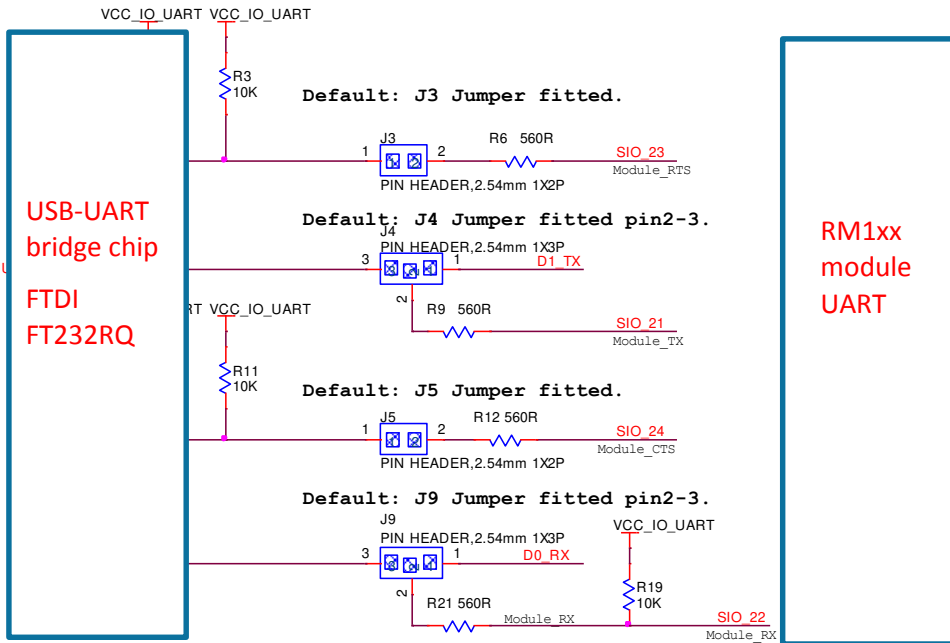 VCC_IO_UART VCC_IO_UART
R3
10K
Default: J3 Jumper fitted.
J3
1 2
R6 560R
SIO_23
Module_RTS
PIN HEADER,2.54mm 1X2P
Default: J4 Jumper fitted pin2-3.
J4
PIN HEADER,2.54mm 1X3P
3 1
D1_TX
2
R9 560R
SIO_21
Module_TX
USB-UART
bridge chip
FTDI
FT232RQ
RT VCC_IO_UART
R11
10K
Default: J5 Jumper fitted.
J5
1 2
R12 560R
SIO_24
Module_CTS
PIN HEADER,2.54mm 1X2P
Default: J9 Jumper fitted pin2-3.
J9
PIN HEADER,2.54mm 1X3P
3 1
D0_RX
2
R21 560R
Module_RX
VCC_IO_UART
R19
10K
SIO_22
Module_RX
RM1xx
module
UART